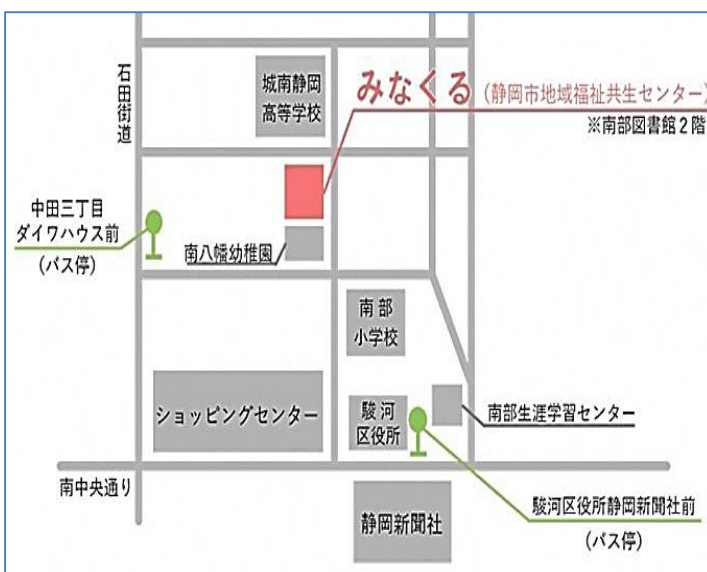 石田街道
城南静岡
高等学校
みなくる(静岡市地域福祉共生センター)
※南部図書館2階
中田三丁目
ダイワハウス前
(バス停)
南八幡幼稚園
南部
小学校
ショッピングセンター
駿河
区役所
南部生涯学習センター
南中央通り
静岡新聞社
駿河区役所静岡新聞社前
(バス停)